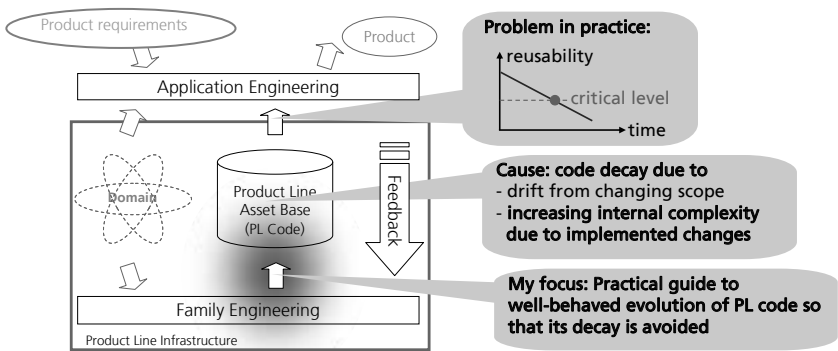 Product requirements
Product
Application Engineering
Domain
Product Line
Asset Base
(PL Code)
Feedback
Family Engineering
Product Line Infrastructure
Problem in practice:
reusability
critical level
time
Cause: code decay due to
- drift from changing scope
- increasing internal complexity
due to implemented changes
My focus: Practical guide to
well-behaved evolution of PL code so
that its decay is avoided